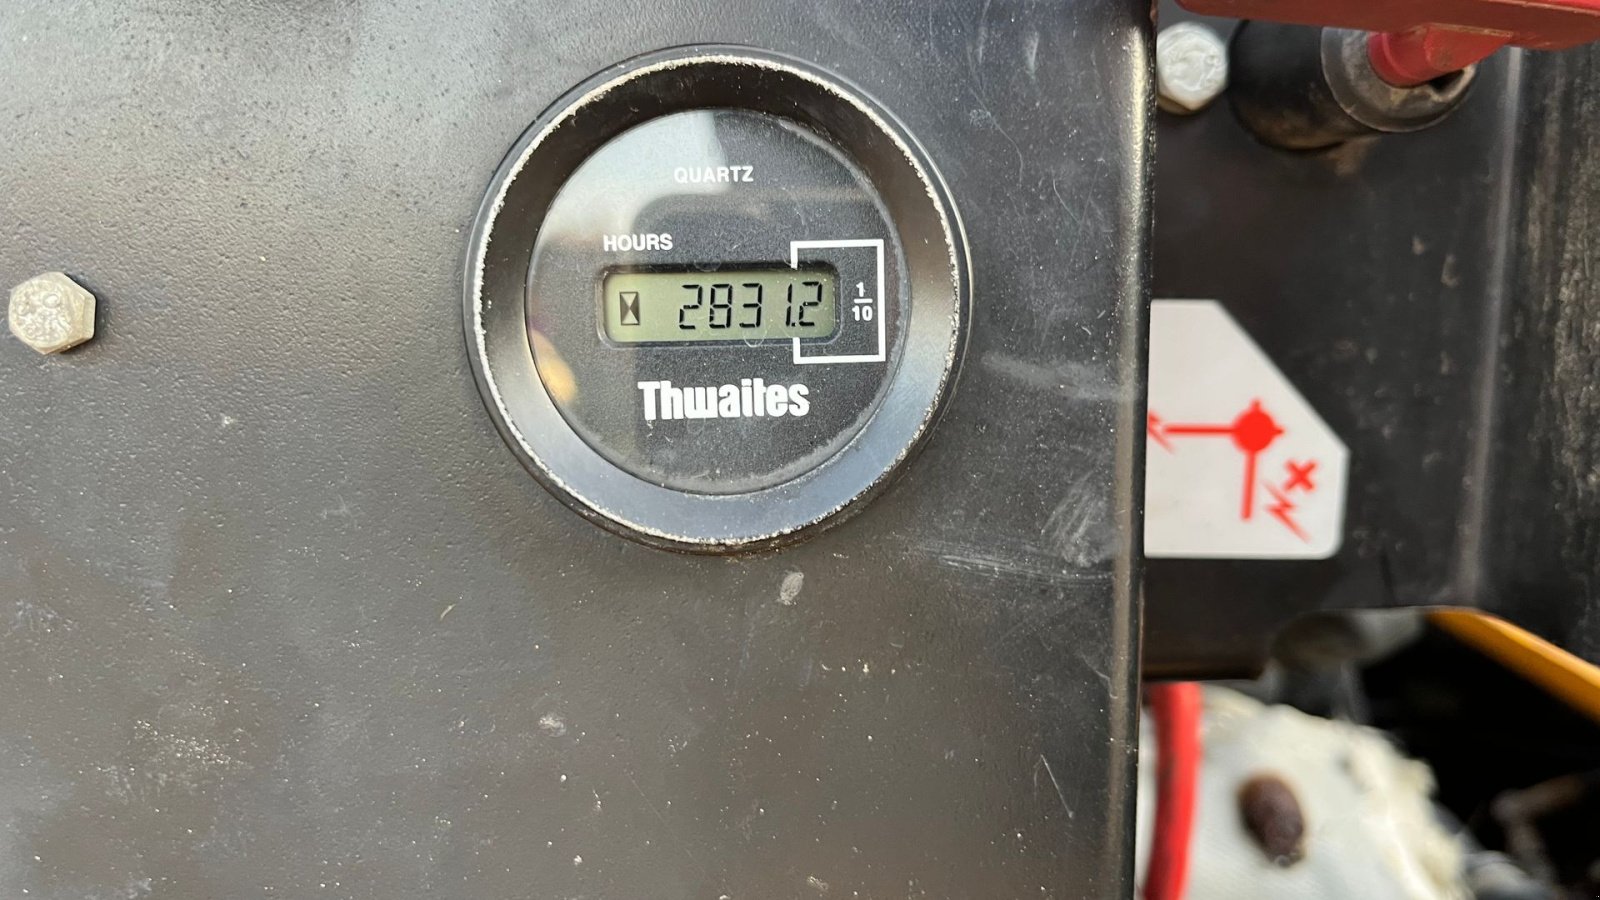 QUARTZ
HOURS
2831.2
1
10
Thwaites